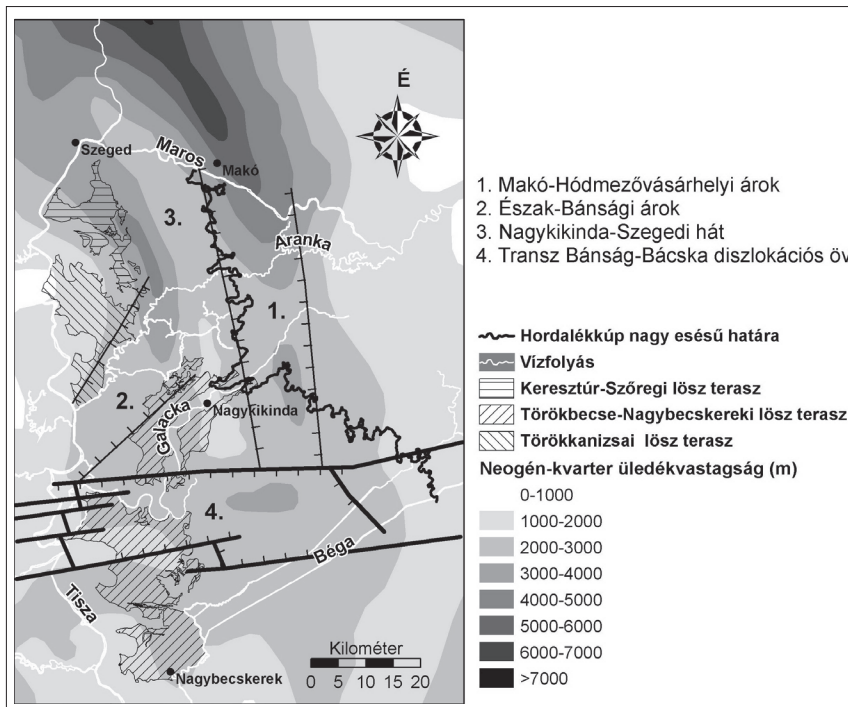 É
Szeged
Maros
Makó
3.
Aranka
1.
2.
Galacka
Nagykikinda
4.
Béga
Tisza
Kilométer
0 5 10 15 20
Nagybecskerek
1. Makó-Hódmezővásárhelyi árok
2. Észak-Bánsági árok
3. Nagykikinda-Szegedi hát
4. Transz Bánság-Bácska diszlokációs öv
Hordalékkúp nagy esésű határa
Vízfolyás
Keresztúr-Szőregi lösz terasz
Törökbecse-Nagybecskereki lösz terasz
Törökkanizsai lösz terasz
Neogén-kvarter üledékvastagság (m)
0-1000
1000-2000
2000-3000
3000-4000
4000-5000
5000-6000
6000-7000
>7000